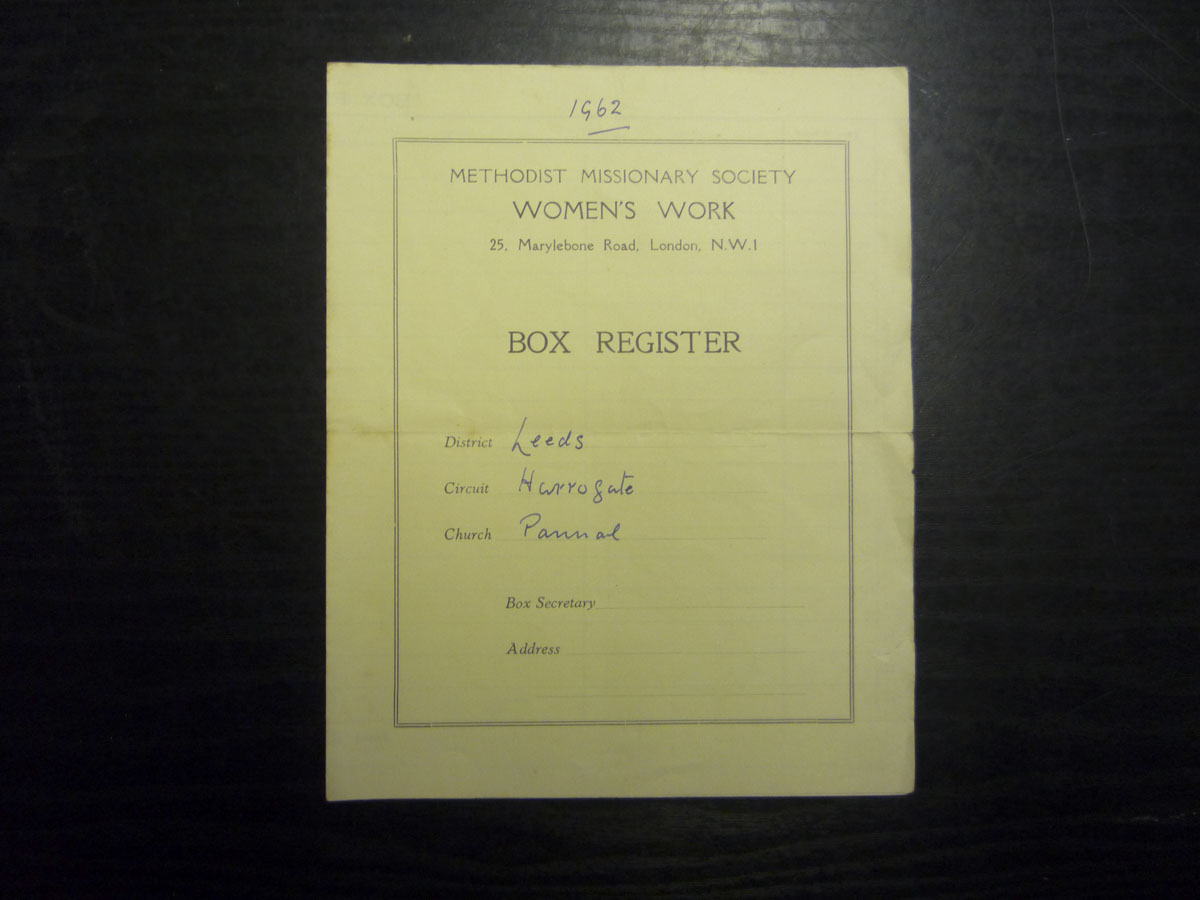 1962
METHODIST MISSIONARY SOCIETY
WOMEN'S WORK
25, Marylebone Road, London, N.W.1
BOX REGISTER
District Leeds
Circuit Harrogate
Church Pannal
Box Secretary
Address